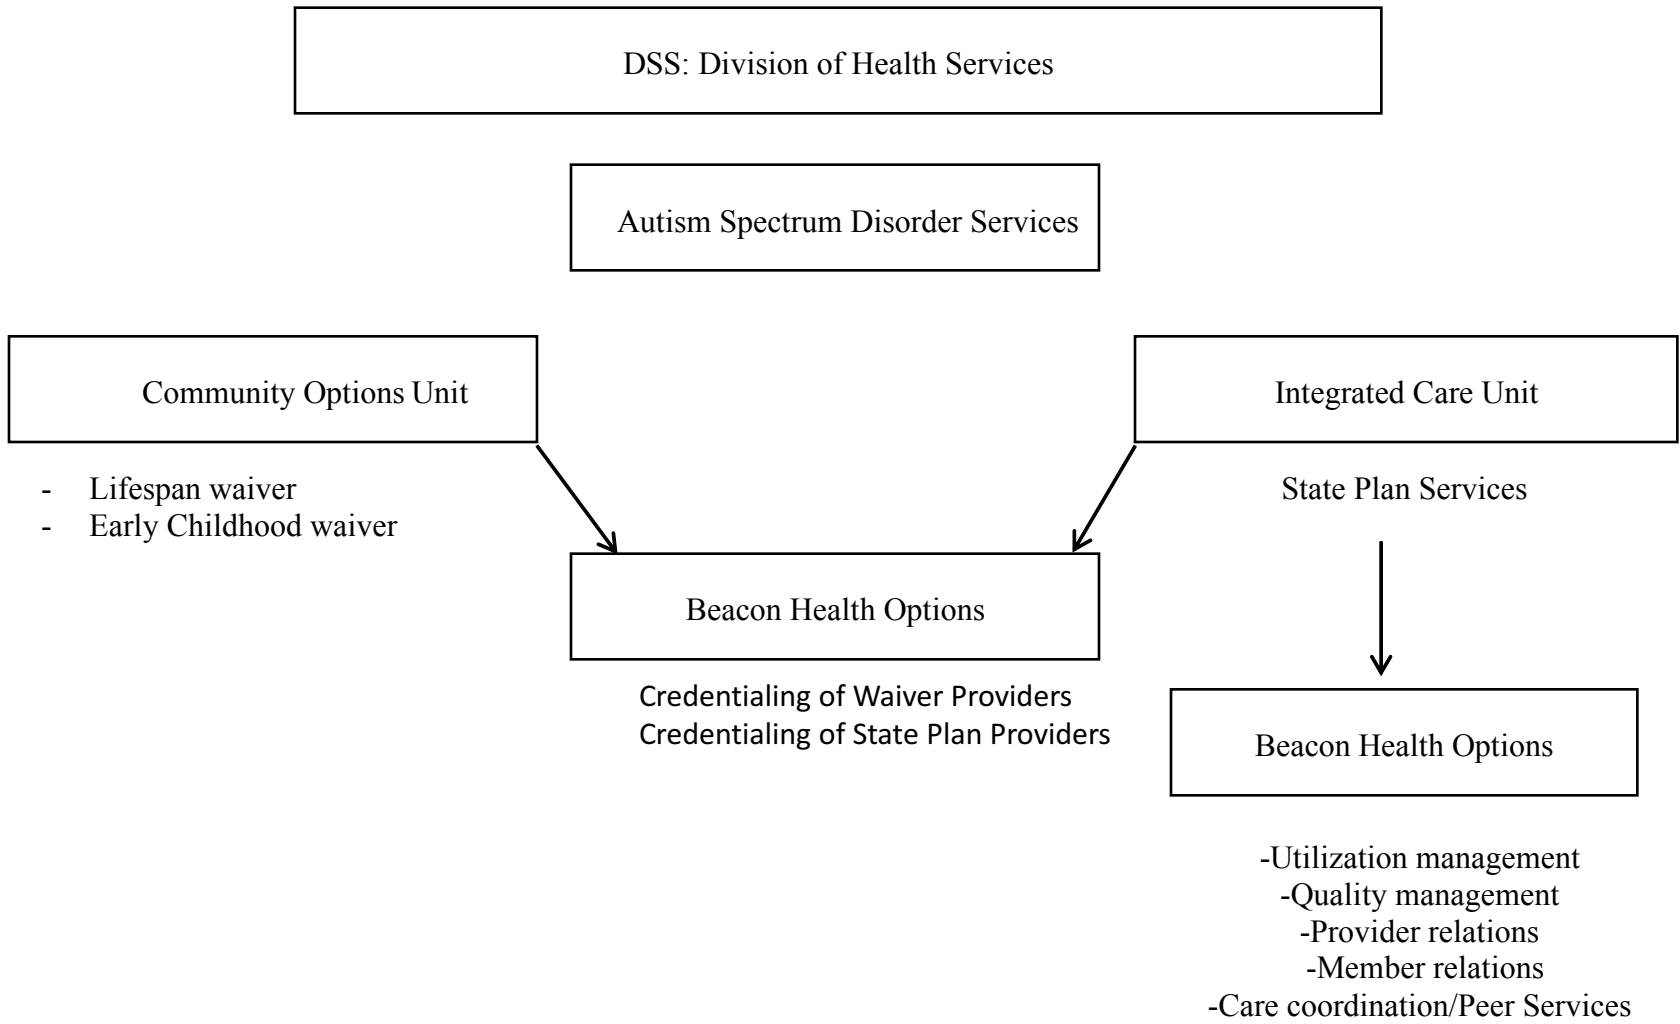 DSS: Division of Health Services
Autism Spectrum Disorder Services
Community Options Unit
Integrated Care Unit
- Lifespan waiver
- Early Childhood waiver
State Plan Services
Beacon Health Options
Credentialing of Waiver Providers
Credentialing of State Plan Providers
Beacon Health Options
-Utilization management
-Quality management
-Provider relations
-Member relations
-Care coordination/Peer Services